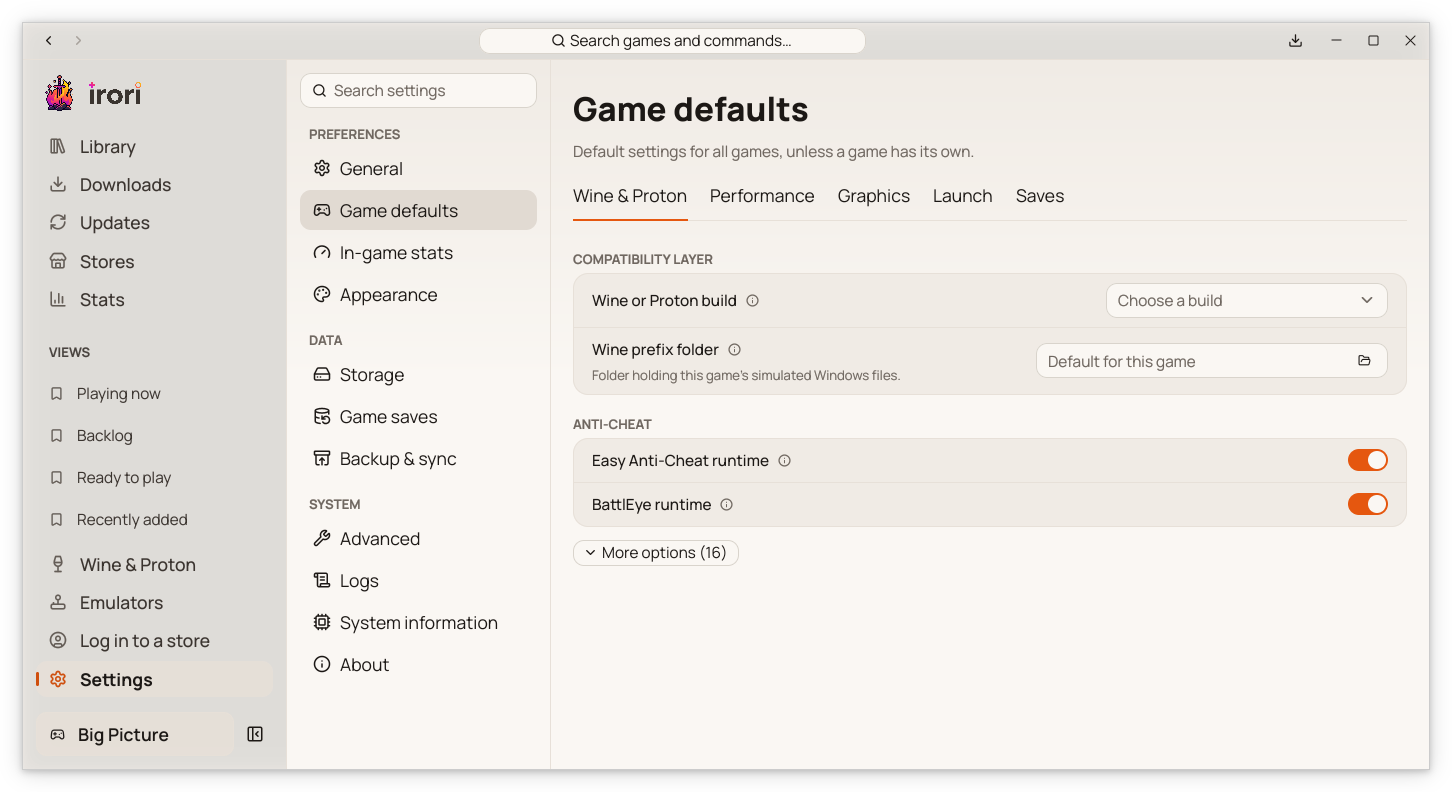 Search games and commands...
irori
Library
Downloads
Updates
Stores
Stats
VIEWS
Playing now
Backlog
Ready to play
Recently added
Wine & Proton
Emulators
Log in to a store
Settings
Big Picture
Search settings
PREFERENCES
General
Game defaults
In-game stats
Appearance
DATA
Storage
Game saves
Backup & sync
SYSTEM
Advanced
Logs
System information
About
Game defaults
Default settings for all games, unless a game has its own.
Wine & Proton Performance Graphics Launch Saves
COMPATIBILITY LAYER
Wine or Proton build Choose a build
Wine prefix folder
Folder holding this game's simulated Windows files.
Default for this game
ANTI-CHEAT
Easy Anti-Cheat runtime
BattlEye runtime
More options (16)